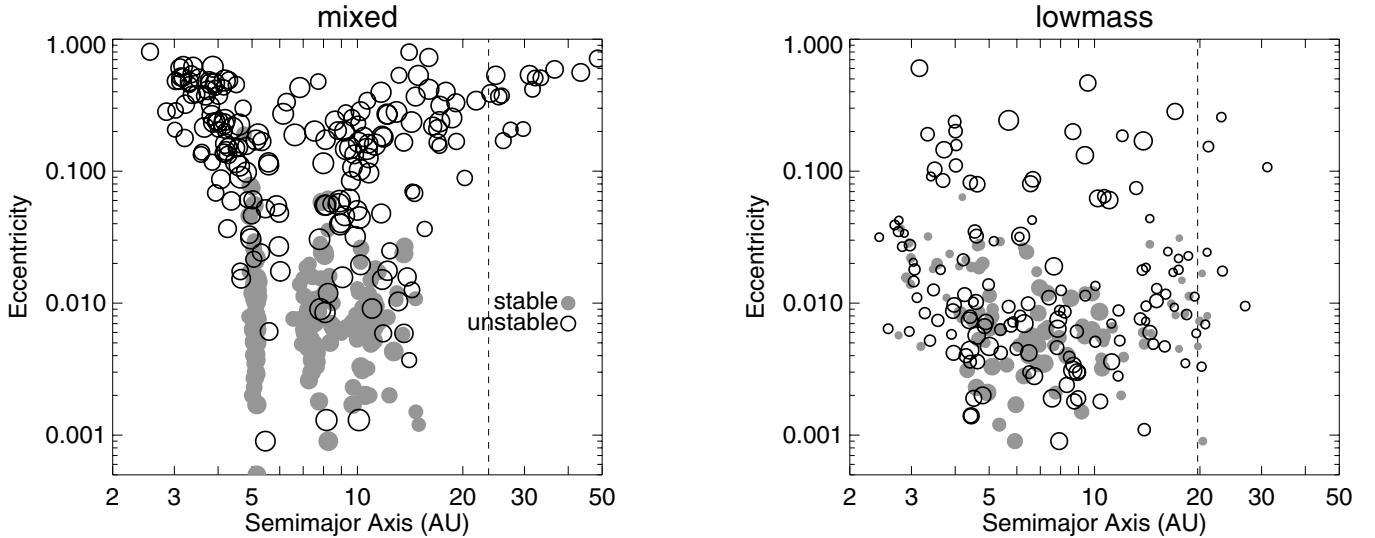 mixed
1.000
0.100
0.010
0.001
Eccentricity
stable
unstable
2 3 5 10 20 30 50
Semimajor Axis (AU)
lowmass
1.000
0.100
0.010
0.001
Eccentricity
2 3 5 10 20 30 50
Semimajor Axis (AU)